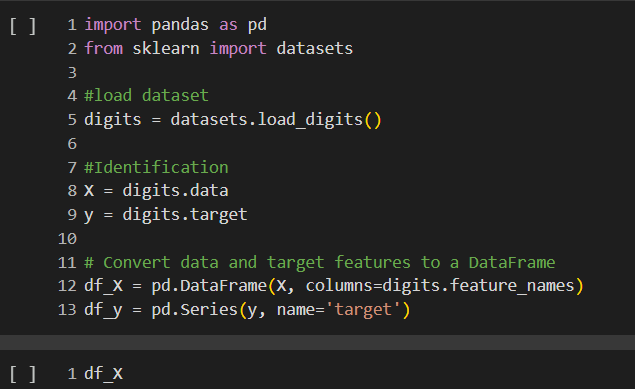 [ ] 1 import pandas as pd
2 from sklearn import datasets
3
4 #load dataset
5 digits = datasets.load_digits()
6
7 #Identification
8 X = digits.data
9 y = digits.target
10
11 # Convert data and target features to a DataFrame
12 df_X = pd.DataFrame(X, columns=digits.feature_names)
13 df_y = pd.Series(y, name='target')
[ ] 1 df_X